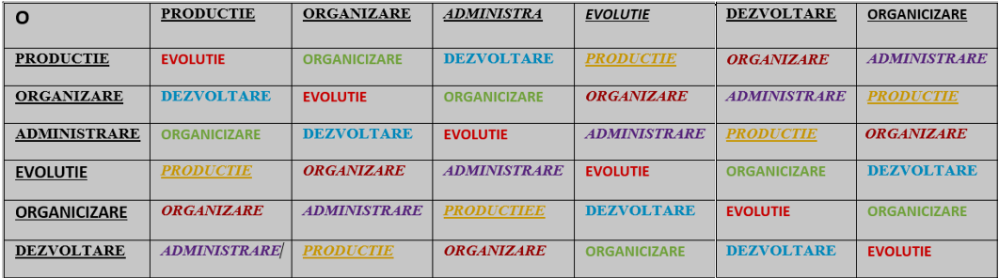 O PRODUCTIE ORGANIZARE ADMINISTRA EVOLUTIE DEZVOLTARE ORGANICIZARE
PRODUCTIE EVOLUTIE ORGANICIZARE DEZVOLTARE PRODUCTIE ORGANIZARE ADMINISTRARE
ORGANIZARE DEZVOLTARE EVOLUTIE ORGANICIZARE ORGANIZARE ADMINISTRARE PRODUCTIE
ADMINISTRARE ORGANICIZARE DEZVOLTARE EVOLUTIE ADMINISTRARE PRODUCTIE ORGANIZARE
EVOLUTIE PRODUCTIE ORGANIZARE ADMINISTRARE EVOLUTIE ORGANICIZARE DEZVOLTARE
ORGANICIZARE ORGANIZARE ADMINISTRARE PRODUCTIEE DEZVOLTARE EVOLUTIE ORGANICIZARE
DEZVOLTARE ADMINISTRARE/ PRODUCTIE ORGANIZARE ORGANICIZARE DEZVOLTARE EVOLUTIE